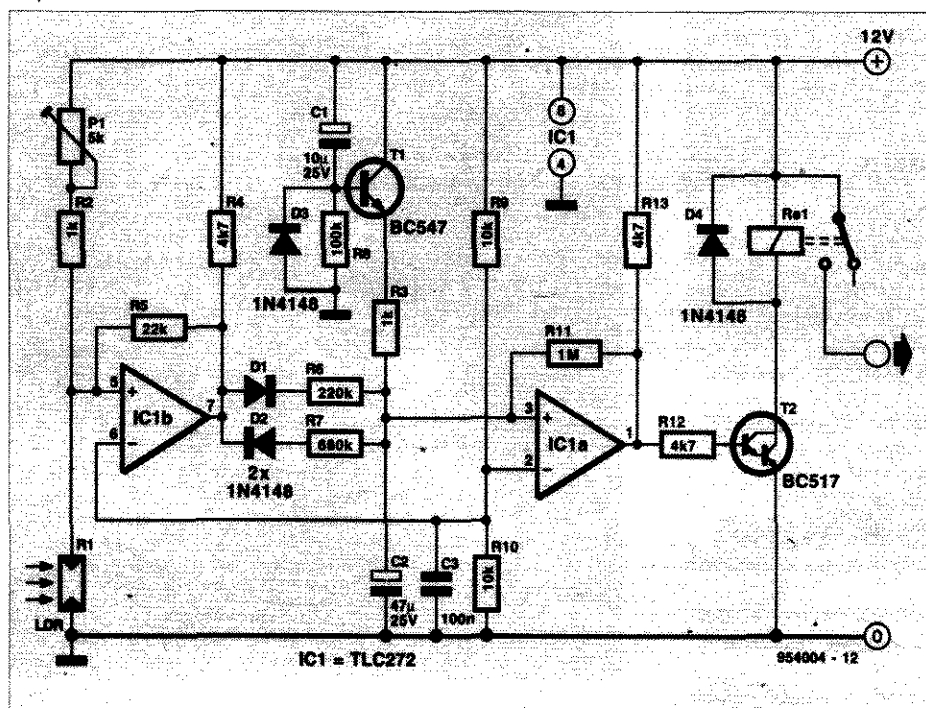 12V
+
P1
5k
C1
10µ
25V
8
IC1
4
T1
BC547
R2
1k
R4
4k7
D3
100k
R8
1N4148
R9
10k
R13
4k7
D4
Re1
1N4148
R3
1k
R5
22k
R11
1M
5
+
IC1b
7
6
−
D1
R6
220k
D2
R7
680k
2x
1N4148
3
+
IC1a
1
2
−
R12
4k7
T2
BC517
R1
LDR
C2
47µ
25V
C3
100n
R10
10k
0
IC1 = TLC272
954004 - 12